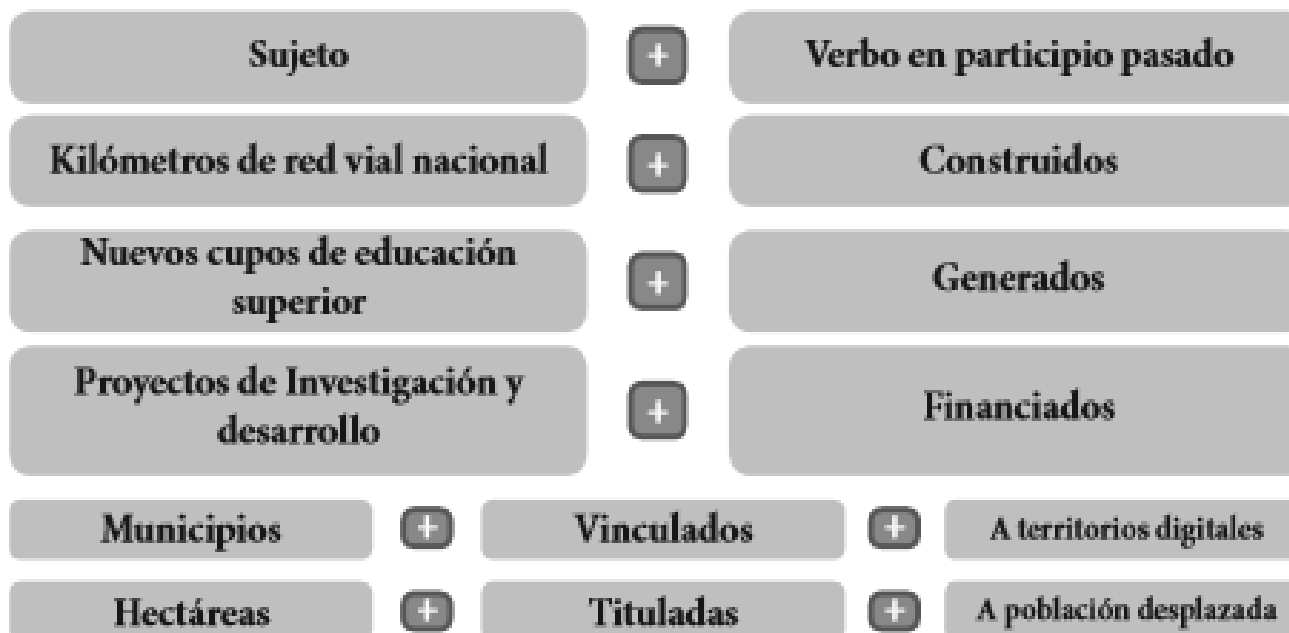 Sujeto + Verbo en participio pasado
Kilómetros de red vial nacional + Construidos
Nuevos cupos de educación
superior + Generados
Proyectos de Investigación y
desarrollo + Financiados
Municipios + Vinculados + A territorios digitales
Hectáreas + Tituladas + A población desplazada